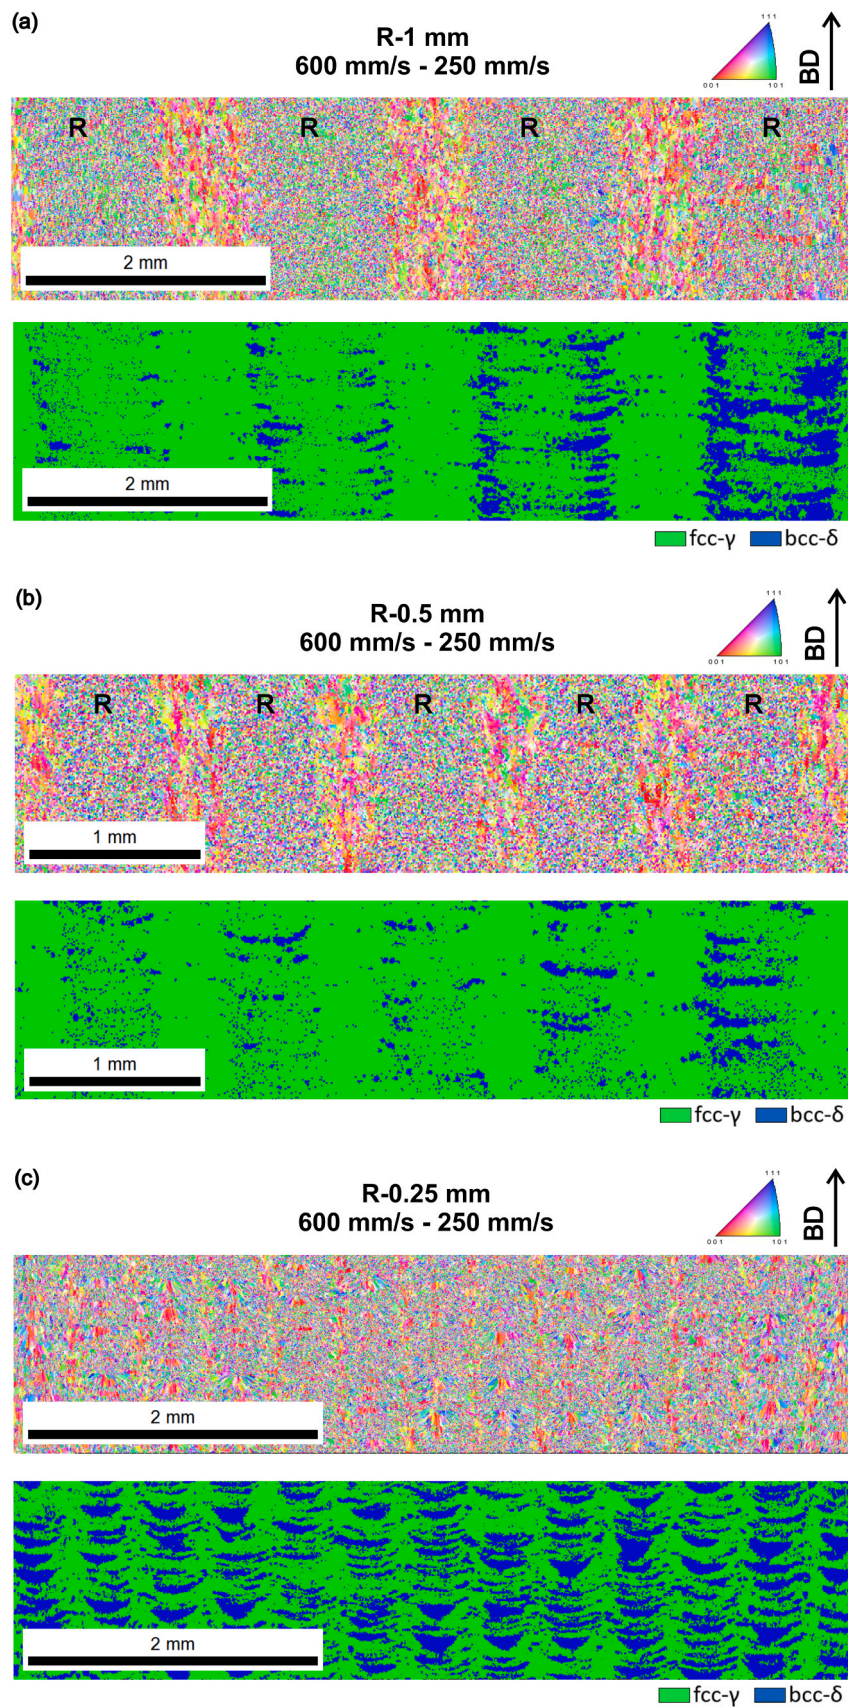 (a)
R-1 mm
600 mm/s - 250 mm/s
111
001
101
BD
R R R R
2 mm
2 mm
fcc-γ bcc-δ
(b)
R-0.5 mm
600 mm/s - 250 mm/s
111
001
101
BD
R R R R R
1 mm
1 mm
fcc-γ bcc-δ
(c)
R-0.25 mm
600 mm/s - 250 mm/s
111
001
101
BD
2 mm
2 mm
fcc-γ bcc-δ